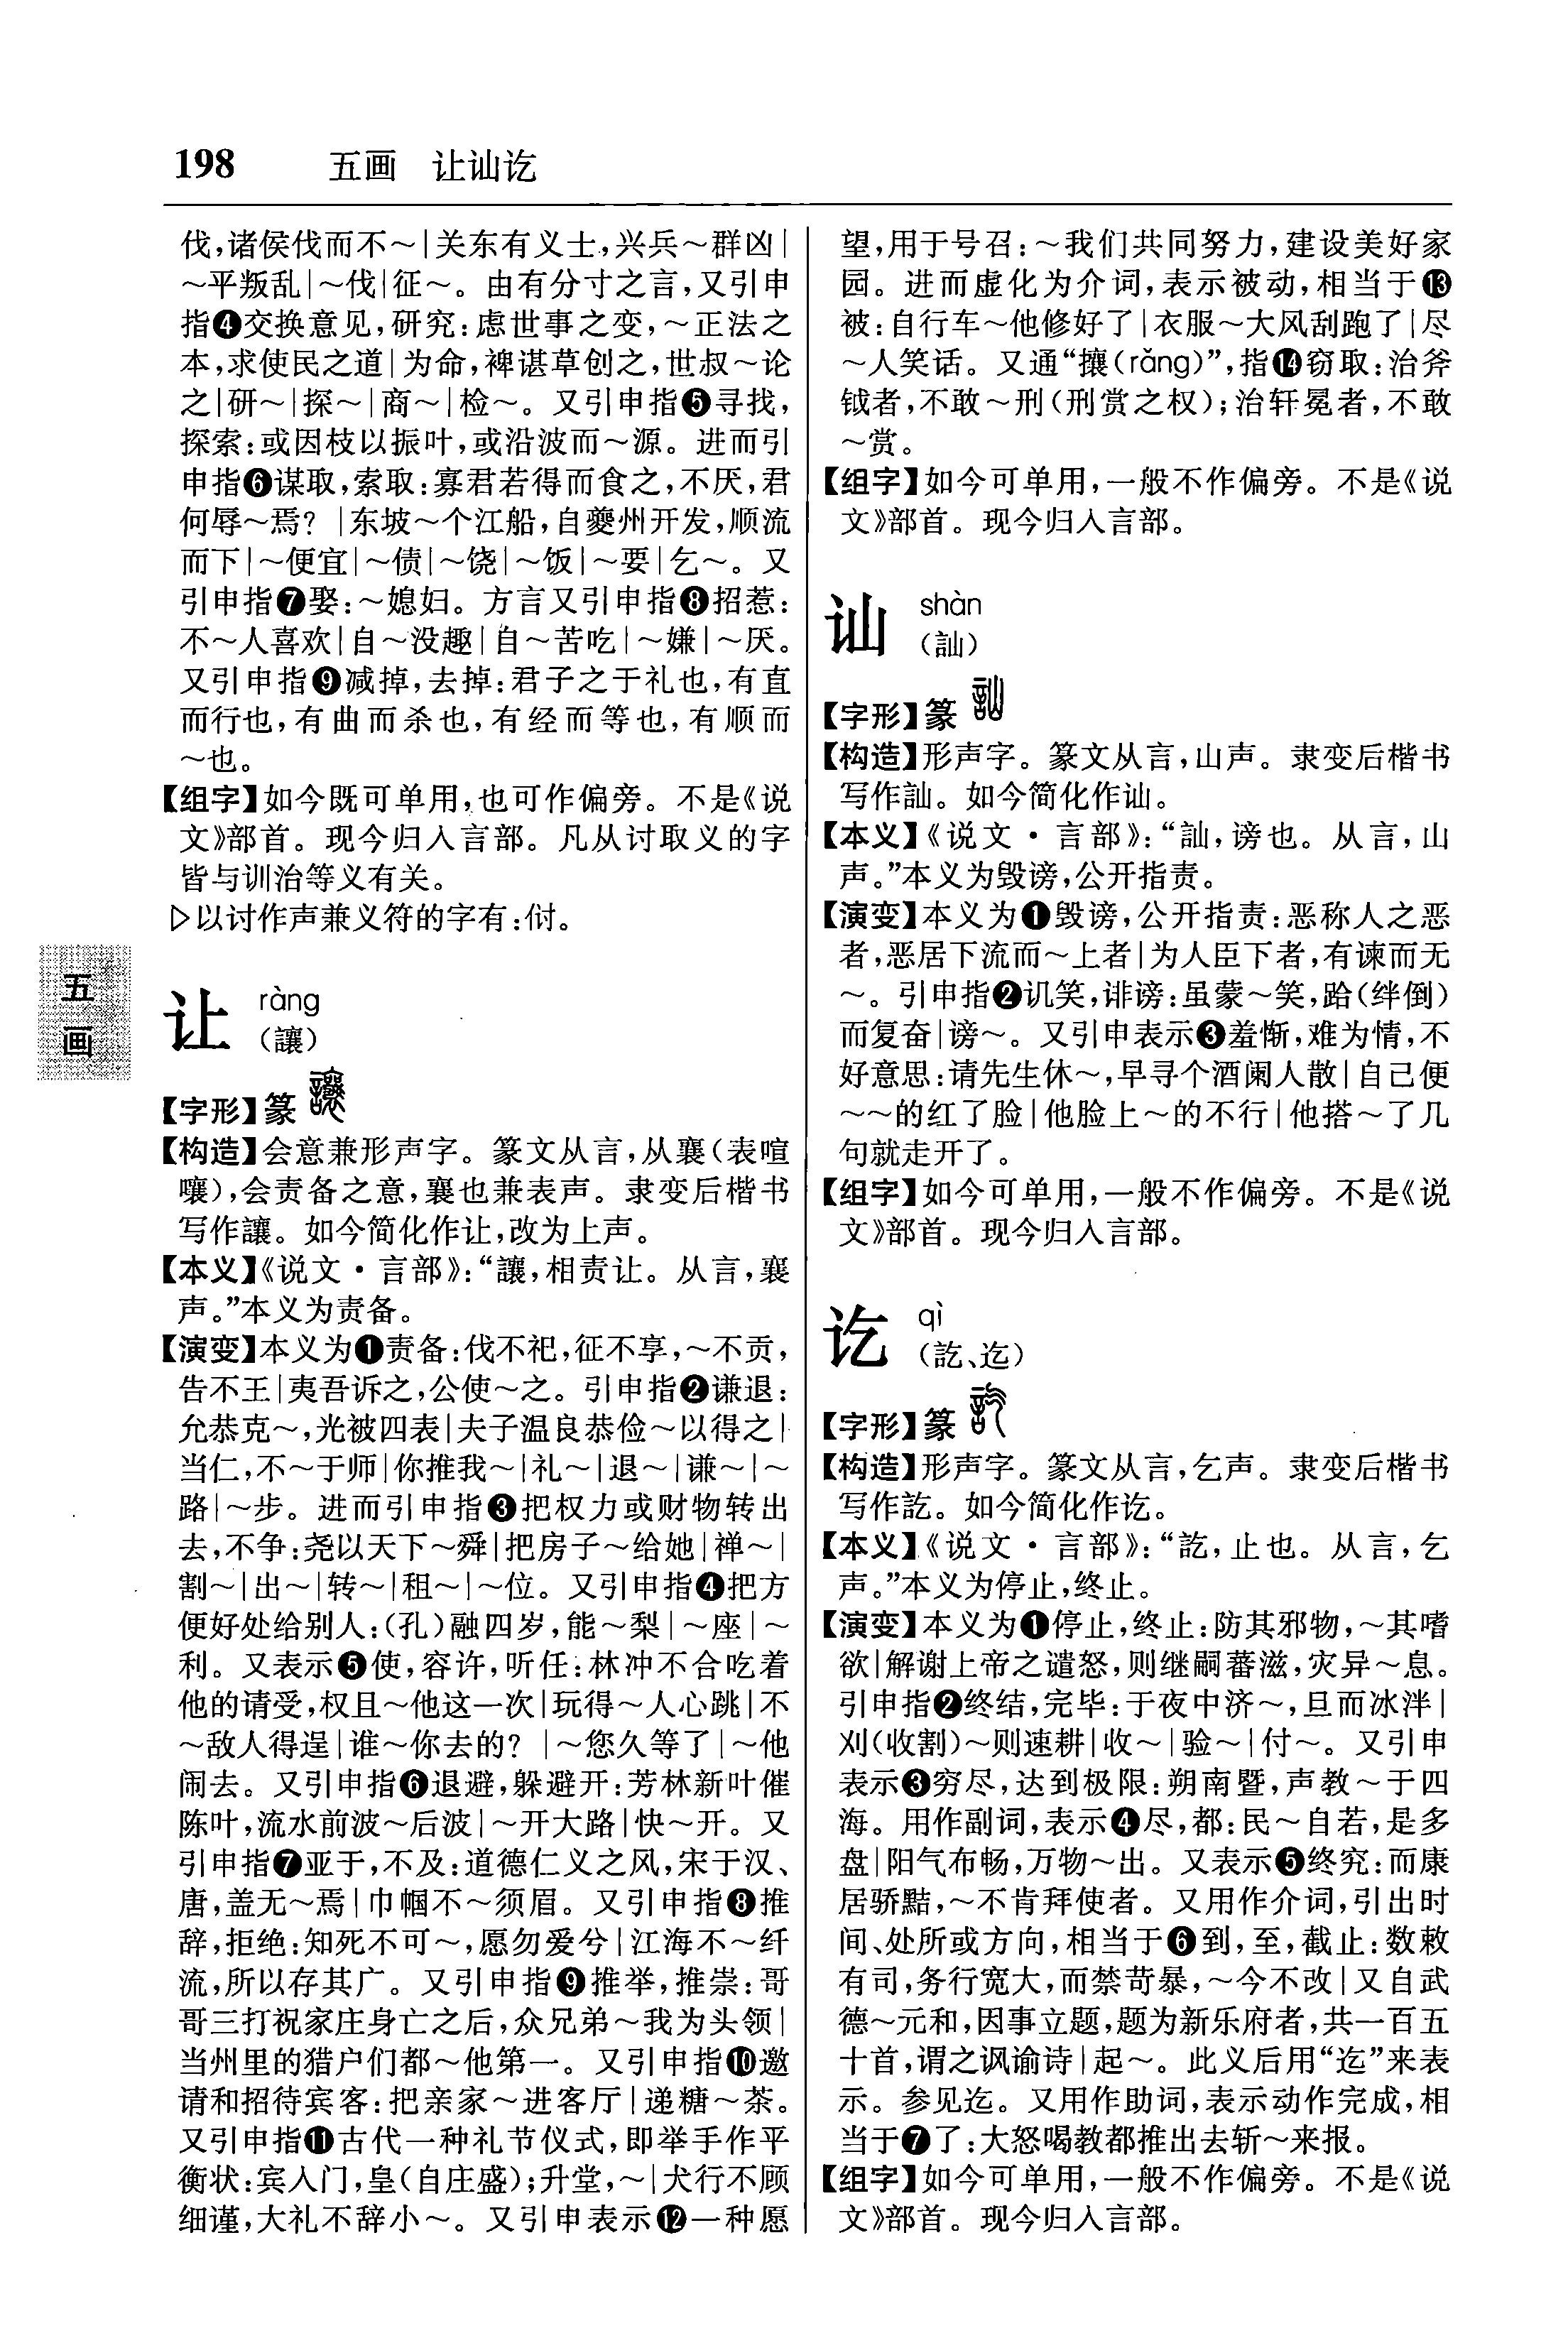 198 五画 让讪讫
伐,诸侯伐而不～|关东有义士,兴兵～群凶|
～平叛乱|～伐|征～。由有分寸之言,又引申
指❹交换意见,研究:虑世事之变,～正法之
本,求使民之道|为命,裨谌草创之,世叔～论
之|研～|探～|商～|检～。又引申指❺寻找,
探索:或因枝以振叶,或沿波而～源。进而引
申指❻谋取,索取:寡君若得而食之,不厌,君
何辱～焉？|东坡～个江船,自夔州开发,顺流
而下|～便宜|～债|～饶|～饭|～要|乞～。又
引申指❼娶:～媳妇。方言又引申指❽招惹:
不～人喜欢|自～没趣|自～苦吃|～嫌|～厌。
又引申指❾减掉,去掉:君子之于礼也,有直
而行也,有曲而杀也,有经而等也,有顺而
～也。
【组字】如今既可单用,也可作偏旁。不是《说
文》部首。现今归入言部。凡从讨取义的字
皆与训治等义有关。
▷以讨作声兼义符的字有:㑂。
五
画
让 ràng
(讓)
【字形】篆
【构造】会意兼形声字。篆文从言,从襄(表喧
嚷),会责备之意,襄也兼表声。隶变后楷书
写作讓。如今简化作让,改为上声。
【本义】《说文·言部》:“讓,相责让。从言,襄
声。”本义为责备。
【演变】本义为❶责备:伐不祀,征不享,～不贡,
告不王|夷吾诉之,公使～之。引申指❷谦退:
允恭克～,光被四表|夫子温良恭俭～以得之|
当仁,不～于师|你推我～|礼～|退～|谦～|～
路|～步。进而引申指❸把权力或财物转出
去,不争:尧以天下～舜|把房子～给她|禅～|
割～|出～|转～|租～|～位。又引申指❹把方
便好处给别人:(孔)融四岁,能～梨|～座|～
利。又表示❺使,容许,听任:林冲不合吃着
他的请受,权且～他这一次|玩得～人心跳|不
～敌人得逞|谁～你去的？|～您久等了|～他
闹去。又引申指❻退避,躲避开:芳林新叶催
陈叶,流水前波～后波|～开大路|快～开。又
引申指❼亚于,不及:道德仁义之风,宋于汉、
唐,盖无～焉|巾帼不～须眉。又引申指❽推
辞,拒绝:知死不可～,愿勿爱兮|江海不～纤
流,所以存其广。又引申指❾推举,推崇:哥
哥三打祝家庄身亡之后,众兄弟～我为头领|
当州里的猎户们都～他第一。又引申指❿邀
请和招待宾客:把亲家～进客厅|递糖～茶。
又引申指⓫古代一种礼节仪式,即举手作平
衡状:宾入门,皇(自庄盛);升堂,～|犬行不顾
细谨,大礼不辞小～。又引申表示⓬一种愿
望,用于号召:～我们共同努力,建设美好家
园。进而虚化为介词,表示被动,相当于⓭
被:自行车～他修好了|衣服～大风刮跑了|尽
～人笑话。又通“攘(rǎng)”,指⓮窃取:治斧
钺者,不敢～刑(刑赏之权);治轩冕者,不敢
～赏。
【组字】如今可单用,一般不作偏旁。不是《说
文》部首。现今归入言部。
讪 shàn
(訕)
【字形】篆
【构造】形声字。篆文从言,山声。隶变后楷书
写作訕。如今简化作讪。
【本义】《说文·言部》:“訕,谤也。从言,山
声。”本义为毁谤,公开指责。
【演变】本义为❶毁谤,公开指责:恶称人之恶
者,恶居下流而～上者|为人臣下者,有谏而无
～。引申指❷讥笑,诽谤:虽蒙～笑,跲(绊倒)
而复奋|谤～。又引申表示❸羞惭,难为情,不
好意思:请先生休～,早寻个酒阑人散|自己便
～～的红了脸|他脸上～的不行|他搭～了几
句就走开了。
【组字】如今可单用,一般不作偏旁。不是《说
文》部首。现今归入言部。
讫 qì
(訖、迄)
【字形】篆
【构造】形声字。篆文从言,乞声。隶变后楷书
写作訖。如今简化作讫。
【本义】《说文·言部》:“訖,止也。从言,乞
声。”本义为停止,终止。
【演变】本义为❶停止,终止:防其邪物,～其嗜
欲|解谢上帝之谴怒,则继嗣蕃滋,灾异～息。
引申指❷终结,完毕:于夜中济～,旦而冰泮|
刈(收割)～则速耕|收～|验～|付～。又引申
表示❸穷尽,达到极限:朔南暨,声教～于四
海。用作副词,表示❹尽,都:民～自若,是多
盘|阳气布畅,万物～出。又表示❺终究:而康
居骄黠,～不肯拜使者。又用作介词,引出时
间、处所或方向,相当于❻到,至,截止:数敕
有司,务行宽大,而禁苛暴,～今不改|又自武
德～元和,因事立题,题为新乐府者,共一百五
十首,谓之讽谕诗|起～。此义后用“迄”来表
示。参见迄。又用作助词,表示动作完成,相
当于❼了:大怒喝教都推出去斩～来报。
【组字】如今可单用,一般不作偏旁。不是《说
文》部首。现今归入言部。